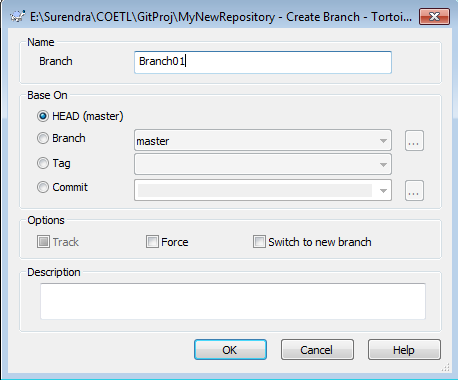 E:\Surendra\COETL\GitProj\MyNewRepository - Create Branch - Tortoi...
Name
Branch Branch01
Base On
HEAD (master)
Branch master ...
Tag
Commit ...
Options
Track Force Switch to new branch
Description
OK Cancel Help